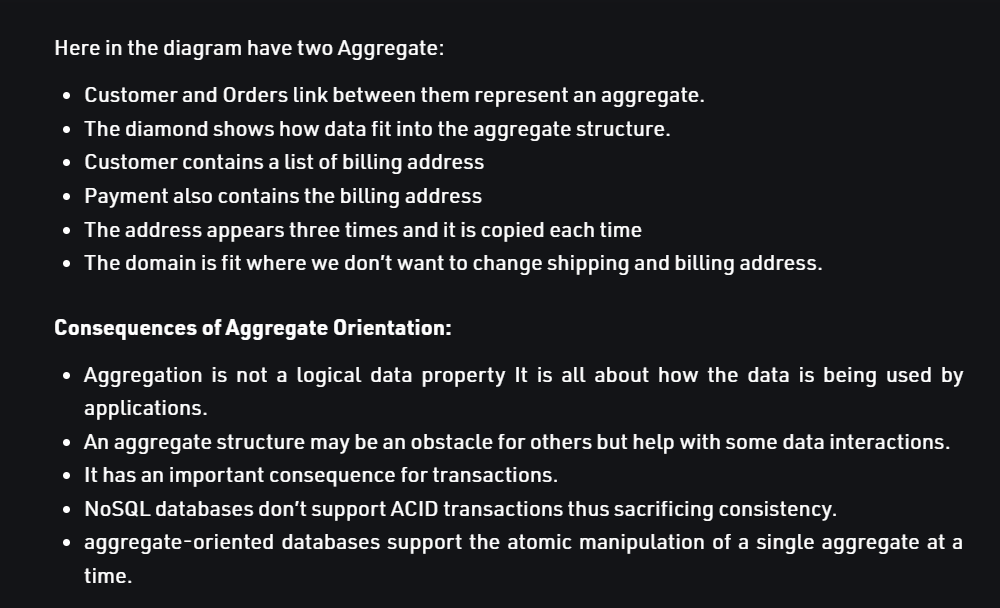 Here in the diagram have two Aggregate:
• Customer and Orders link between them represent an aggregate.
• The diamond shows how data fit into the aggregate structure.
• Customer contains a list of billing address
• Payment also contains the billing address
• The address appears three times and it is copied each time
• The domain is fit where we don’t want to change shipping and billing address.
Consequences of Aggregate Orientation:
• Aggregation is not a logical data property It is all about how the data is being used by
applications.
• An aggregate structure may be an obstacle for others but help with some data interactions.
• It has an important consequence for transactions.
• NoSQL databases don’t support ACID transactions thus sacrificing consistency.
• aggregate-oriented databases support the atomic manipulation of a single aggregate at a
time.